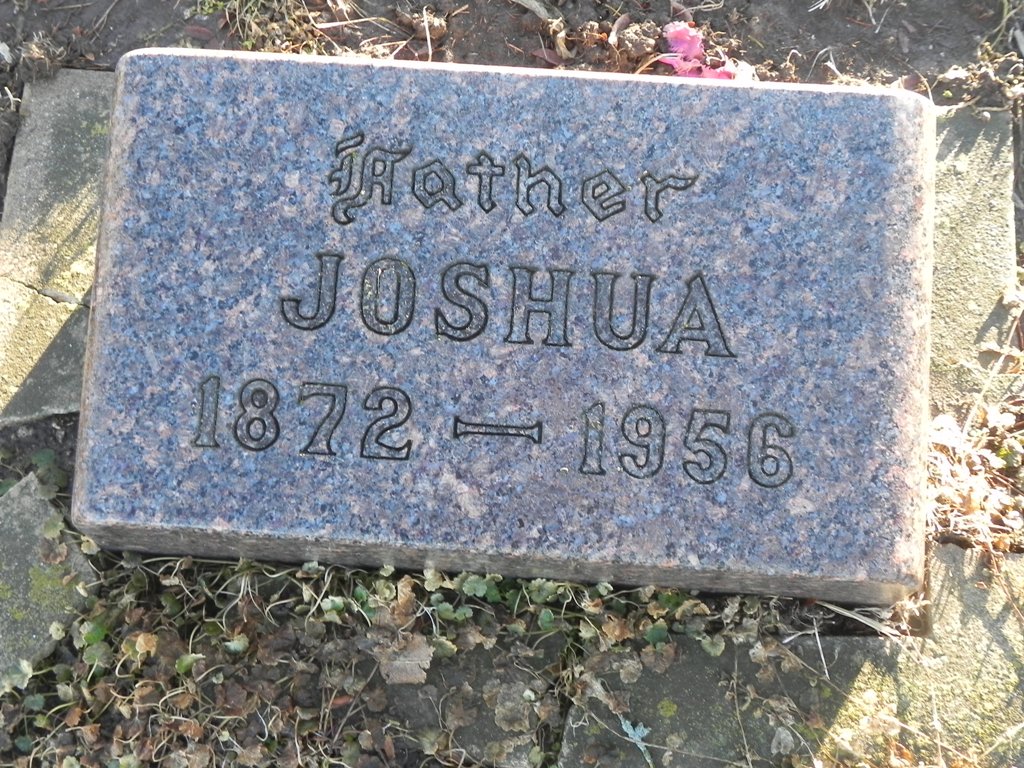 Father
JOSHUA
1872 — 1956